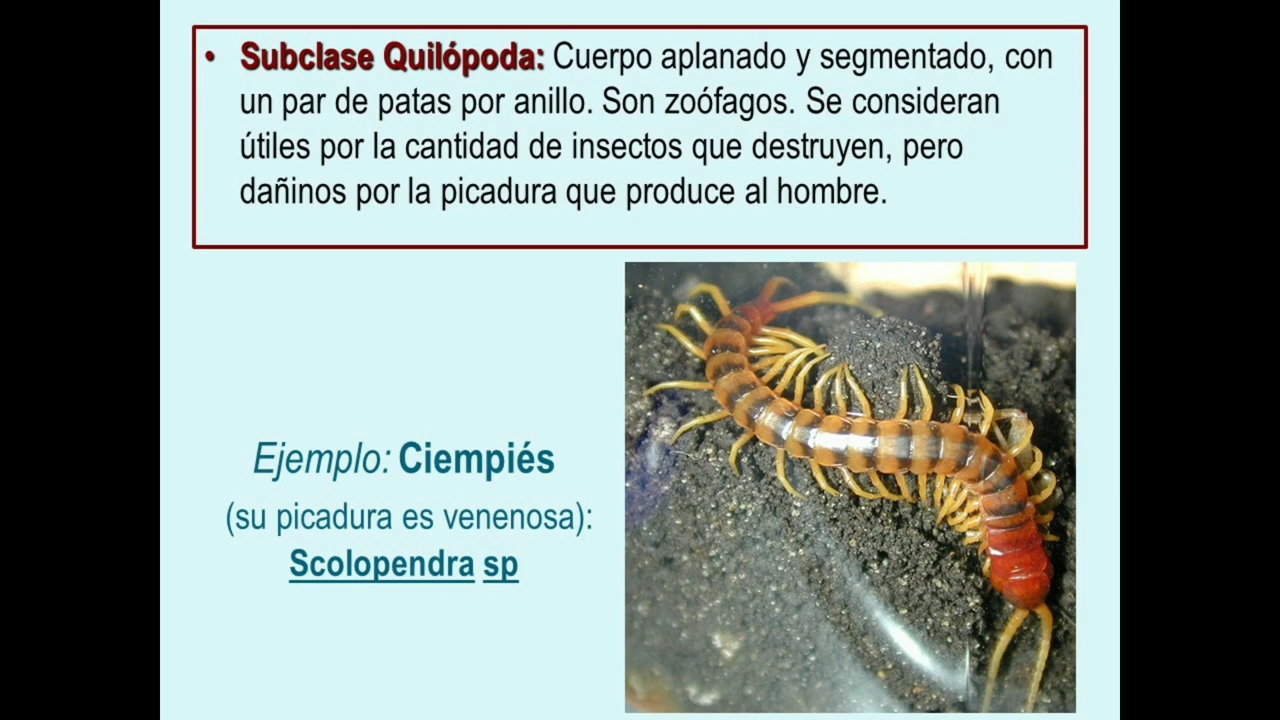 • Subclase Quilópoda: Cuerpo aplanado y segmentado, con
un par de patas por anillo. Son zoófagos. Se consideran
útiles por la cantidad de insectos que destruyen, pero
dañinos por la picadura que produce al hombre.
Ejemplo: Ciempiés
(su picadura es venenosa):
Scolopendra sp